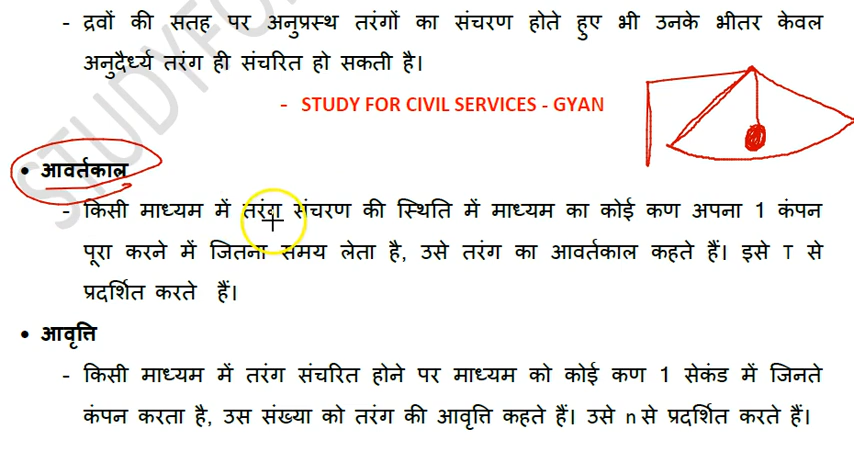 - द्रवों की सतह पर अनुप्रस्थ तरंगों का संचरण होते हुए भी उनके भीतर केवल
अनुदैर्ध्य तरंग ही संचरित हो सकती है।
- STUDY FOR CIVIL SERVICES - GYAN
• आवर्तकाल
- किसी माध्यम में तरंग संचरण की स्थिति में माध्यम का कोई कण अपना 1 कंपन
पूरा करने में जितना समय लेता है, उसे तरंग का आवर्तकाल कहते हैं। इसे T से
प्रदर्शित करते हैं।
• आवृत्ति
- किसी माध्यम में तरंग संचरित होने पर माध्यम को कोई कण 1 सेकंड में जिनते
कंपन करता है, उस संख्या को तरंग की आवृत्ति कहते हैं। उसे n से प्रदर्शित करते हैं।
STUDYFO